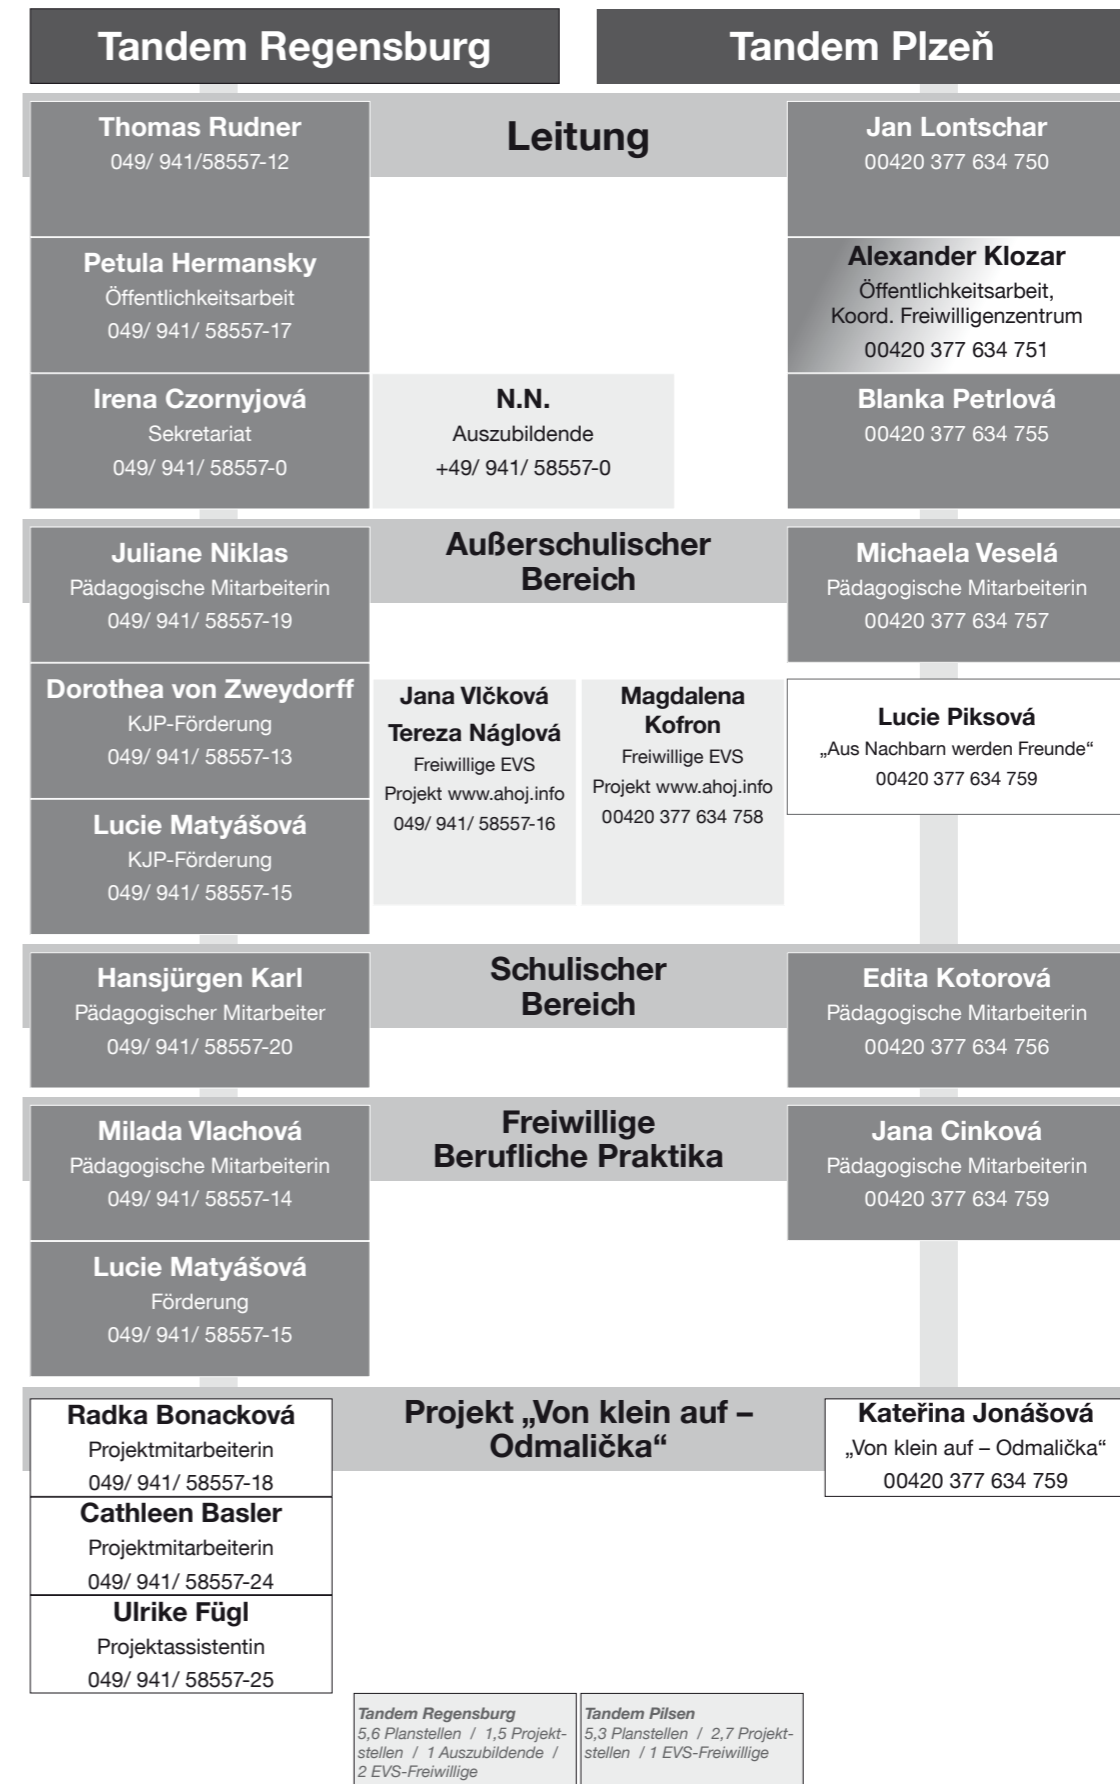 Tandem Regensburg
Tandem Plzeň
Leitung
Thomas Rudner
049/ 941/58557-12
Jan Lontschar
00420 377 634 750
Petula Hermansky
Öffentlichkeitsarbeit
049/ 941/ 58557-17
Alexander Klozar
Öffentlichkeitsarbeit,
Koord. Freiwilligenzentrum
00420 377 634 751
Irena Czornyjová
Sekretariat
049/ 941/ 58557-0
N.N.
Auszubildende
+49/ 941/ 58557-0
Blanka Petrlová
00420 377 634 755
Außerschulischer
Bereich
Juliane Niklas
Pädagogische Mitarbeiterin
049/ 941/ 58557-19
Michaela Veselá
Pädagogische Mitarbeiterin
00420 377 634 757
Dorothea von Zweydorff
KJP-Förderung
049/ 941/ 58557-13
Jana Vlčková
Tereza Náglová
Freiwillige EVS
Projekt www.ahoj.info
049/ 941/ 58557-16
Magdalena
Kofron
Freiwillige EVS
Projekt www.ahoj.info
00420 377 634 758
Lucie Piksová
„Aus Nachbarn werden Freunde“
00420 377 634 759
Lucie Matyášová
KJP-Förderung
049/ 941/ 58557-15
Schulischer
Bereich
Hansjürgen Karl
Pädagogischer Mitarbeiter
049/ 941/ 58557-20
Edita Kotorová
Pädagogische Mitarbeiterin
00420 377 634 756
Freiwillige
Berufliche Praktika
Milada Vlachová
Pädagogische Mitarbeiterin
049/ 941/ 58557-14
Jana Cinková
Pädagogische Mitarbeiterin
00420 377 634 759
Lucie Matyášová
Förderung
049/ 941/ 58557-15
Projekt „Von klein auf –
Odmalička“
Radka Bonacková
Projektmitarbeiterin
049/ 941/ 58557-18
Kateřina Jonášová
„Von klein auf – Odmalička“
00420 377 634 759
Cathleen Basler
Projektmitarbeiterin
049/ 941/ 58557-24
Ulrike Fügl
Projektassistentin
049/ 941/ 58557-25
Tandem Regensburg
5,6 Planstellen / 1,5 Projekt-
stellen / 1 Auszubildende /
2 EVS-Freiwillige
Tandem Pilsen
5,3 Planstellen / 2,7 Projekt-
stellen / 1 EVS-Freiwillige